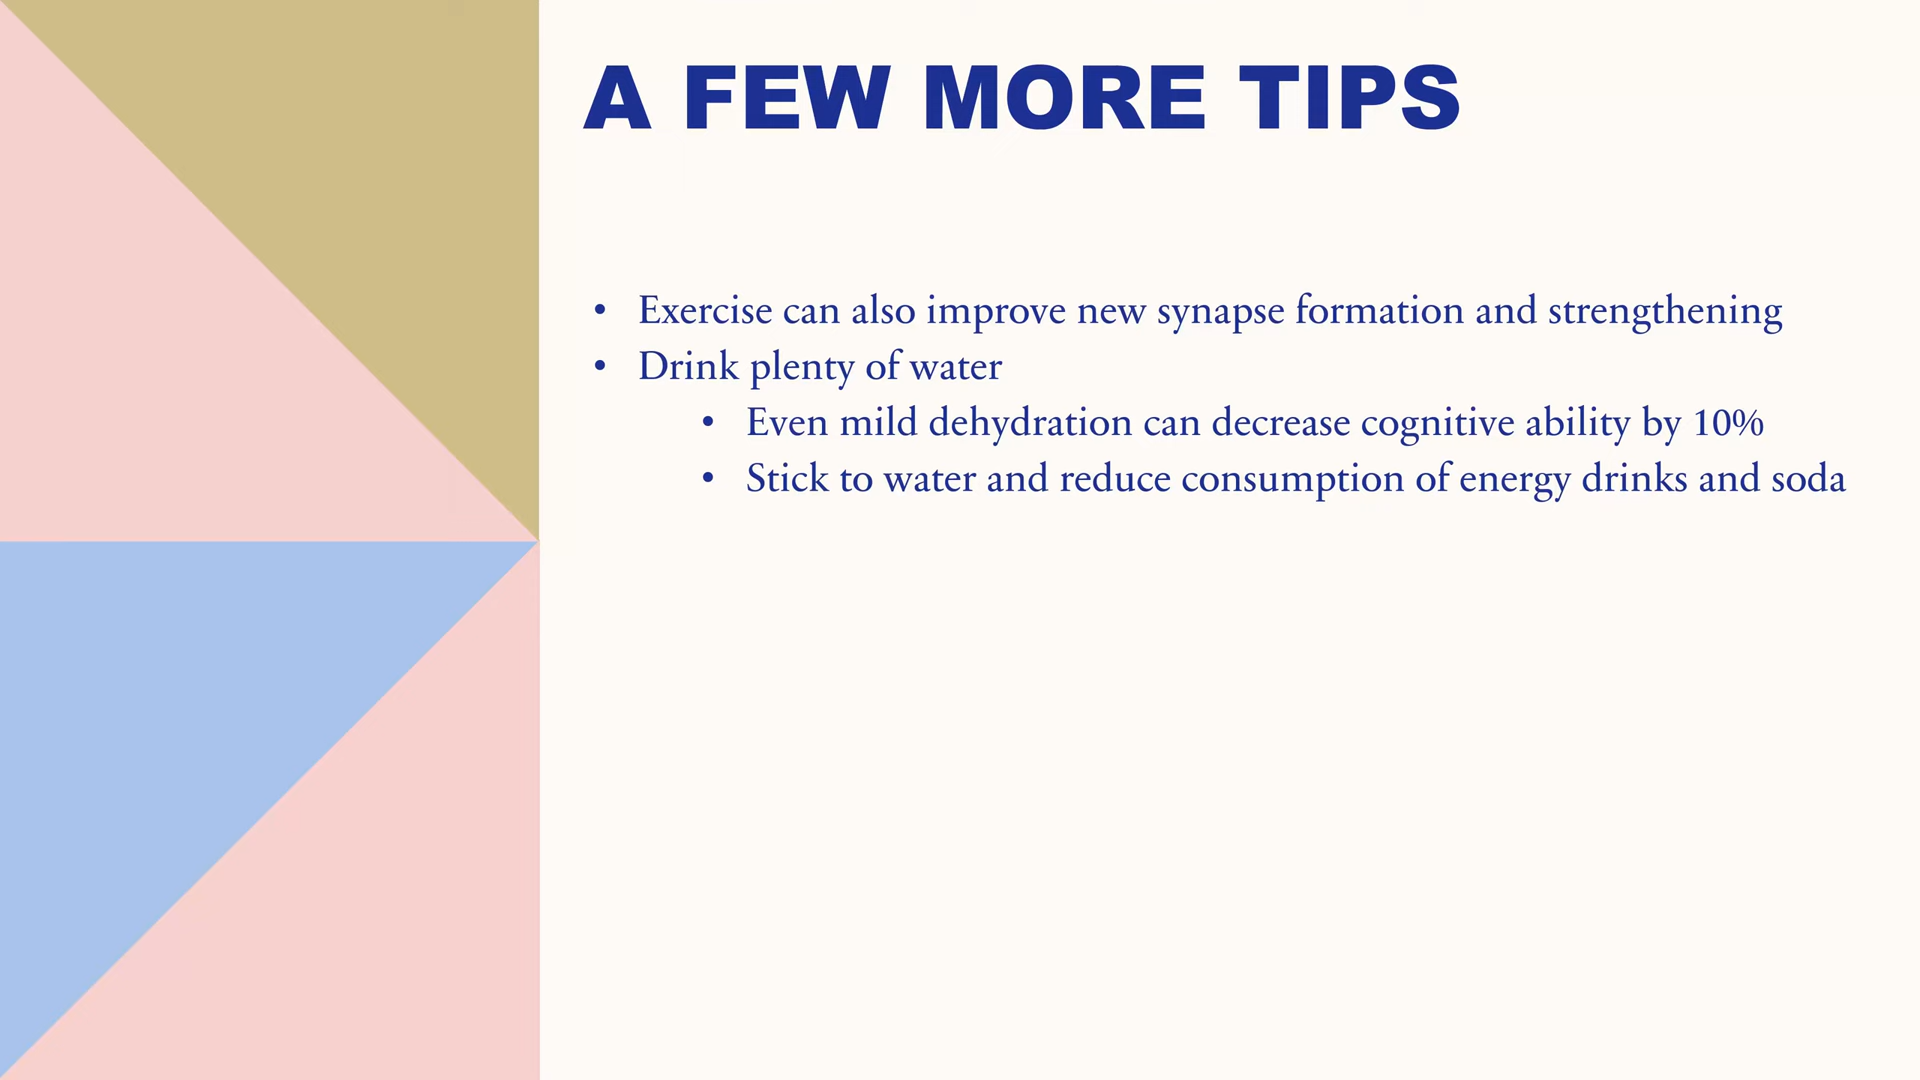 A FEW MORE TIPS
• Exercise can also improve new synapse formation and strengthening
• Drink plenty of water
• Even mild dehydration can decrease cognitive ability by 10%
• Stick to water and reduce consumption of energy drinks and soda